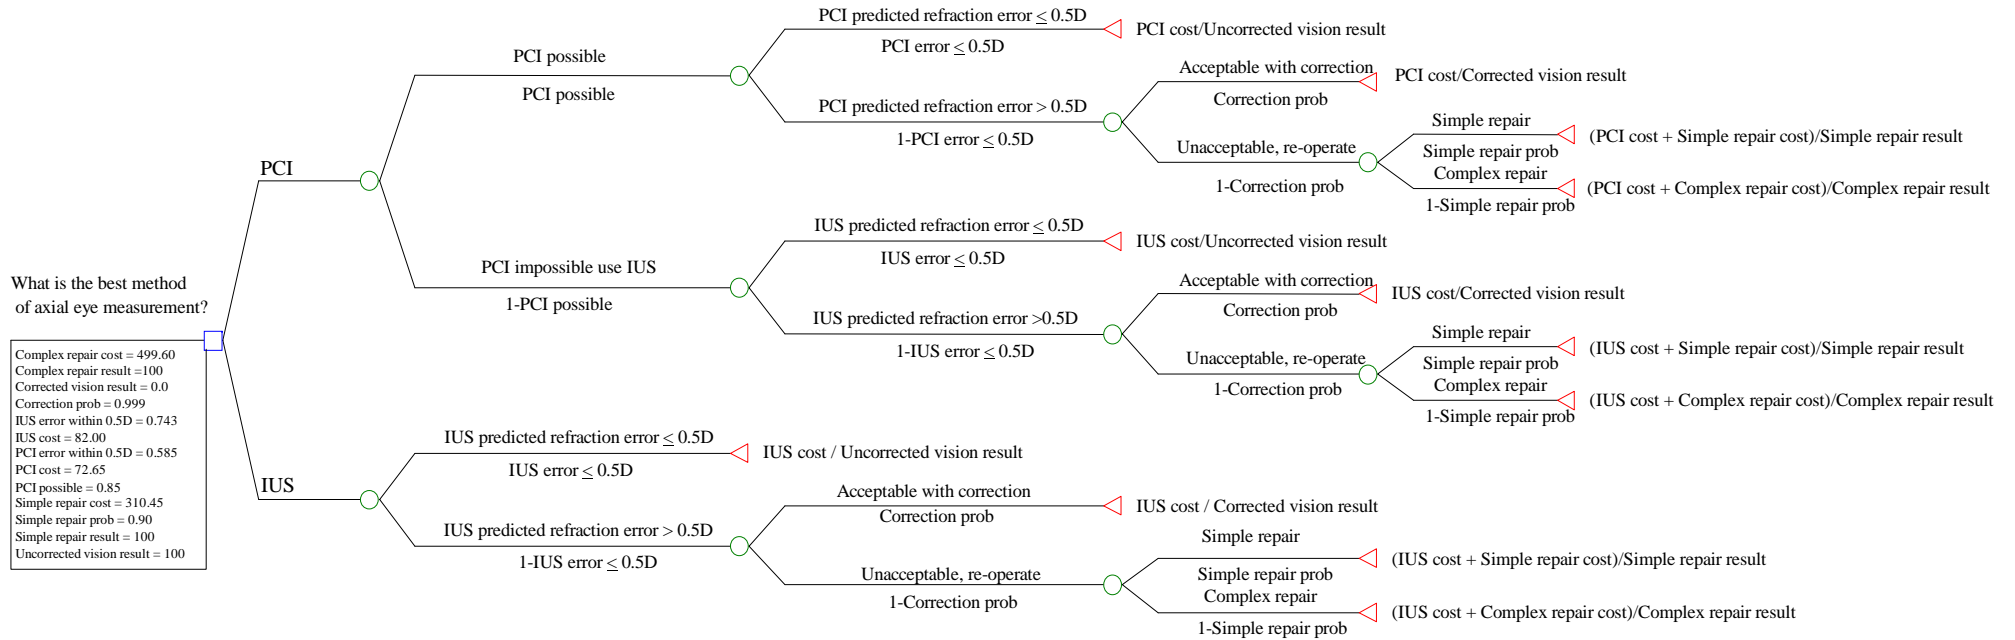 PCI predicted refraction error ≤ 0.5D
PCI error ≤ 0.5D
PCI cost/Uncorrected vision result
PCI possible
PCI possible
Acceptable with correction
Correction prob
PCI cost/Corrected vision result
PCI predicted refraction error > 0.5D
1-PCI error ≤ 0.5D
Simple repair
Simple repair prob
(PCI cost + Simple repair cost)/Simple repair result
Unacceptable, re-operate
1-Correction prob
Complex repair
1-Simple repair prob
(PCI cost + Complex repair cost)/Complex repair result
PCI
IUS predicted refraction error ≤ 0.5D
IUS error ≤ 0.5D
IUS cost/Uncorrected vision result
PCI impossible use IUS
1-PCI possible
Acceptable with correction
Correction prob
IUS cost/Corrected vision result
IUS predicted refraction error >0.5D
1-IUS error ≤ 0.5D
Simple repair
Simple repair prob
(IUS cost + Simple repair cost)/Simple repair result
Unacceptable, re-operate
1-Correction prob
Complex repair
1-Simple repair prob
(IUS cost + Complex repair cost)/Complex repair result
What is the best method
of axial eye measurement?
Complex repair cost = 499.60
Complex repair result =100
Corrected vision result = 0.0
Correction prob = 0.999
IUS error within 0.5D = 0.743
IUS cost = 82.00
PCI error within 0.5D = 0.585
PCI cost = 72.65
PCI possible = 0.85
Simple repair cost = 310.45
Simple repair prob = 0.90
Simple repair result = 100
Uncorrected vision result = 100
IUS
IUS predicted refraction error ≤ 0.5D
IUS error ≤ 0.5D
IUS cost / Uncorrected vision result
Acceptable with correction
Correction prob
IUS cost / Corrected vision result
IUS predicted refraction error > 0.5D
1-IUS error ≤ 0.5D
Simple repair
Simple repair prob
(IUS cost + Simple repair cost)/Simple repair result
Unacceptable, re-operate
1-Correction prob
Complex repair
1-Simple repair prob
(IUS cost + Complex repair cost)/Complex repair result